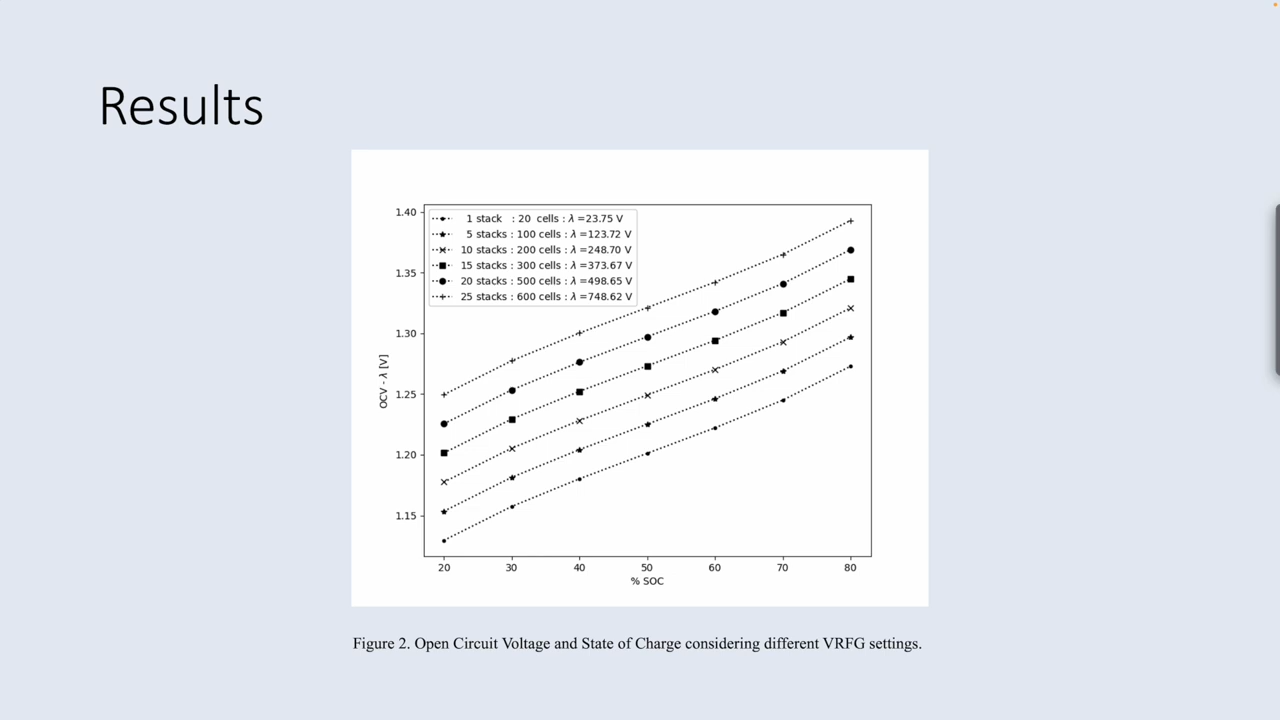 Results
1 stack : 20 cells : λ =23.75 V
5 stacks : 100 cells : λ =123.72 V
10 stacks : 200 cells : λ =248.70 V
15 stacks : 300 cells : λ =373.67 V
20 stacks : 500 cells : λ =498.65 V
25 stacks : 600 cells : λ =748.62 V
1.40
1.35
1.30
1.25
1.20
1.15
OCV - λ [V]
20 30 40 50 60 70 80
% SOC
Figure 2. Open Circuit Voltage and State of Charge considering different VRFG settings.